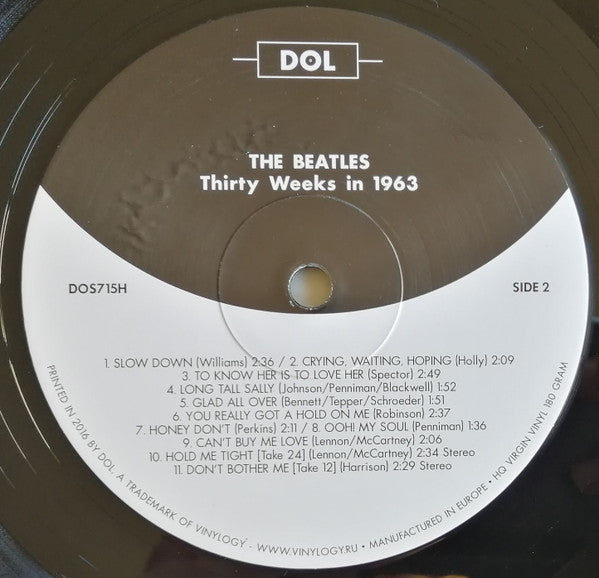 DOL
THE BEATLES
Thirty Weeks in 1963
DOS715H
SIDE 2
1. SLOW DOWN (Williams) 2:36 / 2. CRYING, WAITING, HOPING (Holly) 2:09
3. TO KNOW HER IS TO LOVE HER (Spector) 2:49
4. LONG TALL SALLY (Johnson/Penniman/Blackwell) 1:52
5. GLAD ALL OVER (Bennett/Tepper/Schroeder) 1:51
6. YOU REALLY GOT A HOLD ON ME (Robinson) 2:37
7. HONEY DON'T (Perkins) 2:11 / 8. OOH! MY SOUL (Penniman) 1:36
9. CAN'T BUY ME LOVE (Lennon/McCartney) 2:06
10. HOLD ME TIGHT [Take 24] (Lennon/McCartney) 2:34 Stereo
11. DON'T BOTHER ME [Take 12] (Harrison) 2:29 Stereo
PRINTED IN 2016 BY DOL, A TRADEMARK OF VINYLOGY • WWW.VINYLOGY.RU • MANUFACTURED IN EUROPE • HQ VIRGIN VINYL 180 GRAM